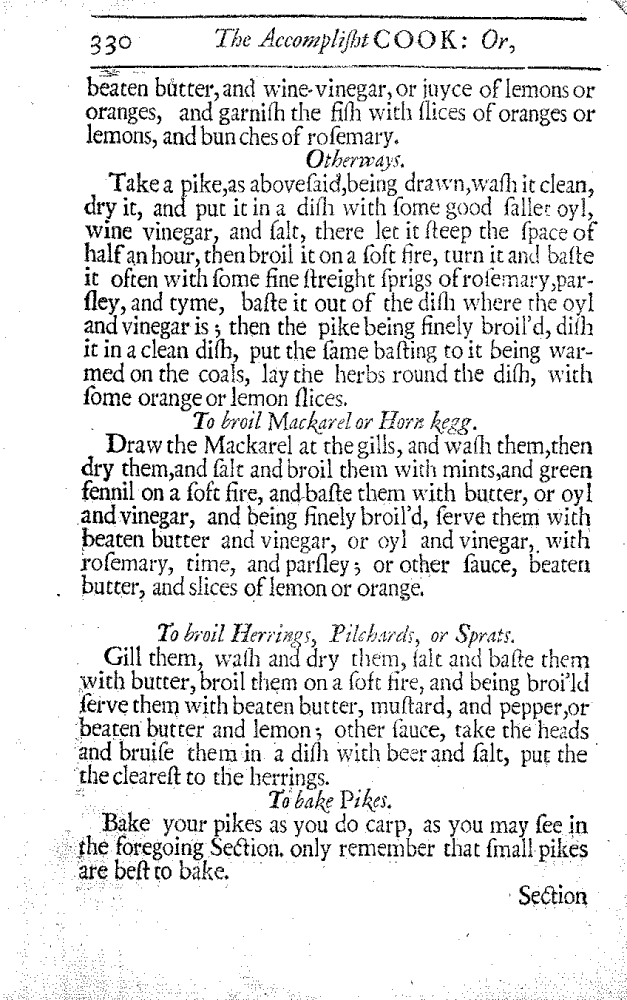 330 The Accompliſht COOK: Or,
beaten butter, and wine-vinegar, or juyce of lemons or
oranges, and garniſh the fiſh with ſlices of oranges or
lemons, and bunches of roſemary.
Otherways.
Take a pike, as aboveſaid, being drawn, waſh it clean,
dry it, and put it in a diſh with ſome good ſallet oyl,
wine vinegar, and ſalt, there let it ſteep the ſpace of
half an hour, then broil it on a ſoft fire, turn it and baſte
it often with ſome fine ſtreight ſprigs of roſemary, par-
ſley, and tyme, baſte it out of the diſh where the oyl
and vinegar is; then the pike being finely broil'd, diſh
it in a clean diſh, put the ſame baſting to it being war-
med on the coals, lay the herbs round the diſh, with
ſome orange or lemon ſlices.
To broil Mackarel or Horn kegg.
Draw the Mackarel at the gills, and waſh them, then
dry them, and ſalt and broil them with mints, and green
fennil on a ſoft fire, and baſte them with butter, or oyl
and vinegar, and being finely broil'd, ſerve them with
beaten butter and vinegar, or oyl and vinegar, with
roſemary, time, and parſley; or other ſauce, beaten
butter, and slices of lemon or orange.
To broil Herrings, Pilchards, or Sprats.
Gill them, waſh and dry them, ſalt and baſte them
with butter, broil them on a ſoft fire, and being broi'ld
ſerve them with beaten butter, muſtard, and pepper, or
beaten butter and lemon; other ſauce, take the heads
and bruiſe them in a diſh with beer and ſalt, put the
the cleareſt to the herrings.
To bake Pikes.
Bake your pikes as you do carp, as you may ſee in
the foregoing Section. only remember that ſmall pikes
are beſt to bake.
Section